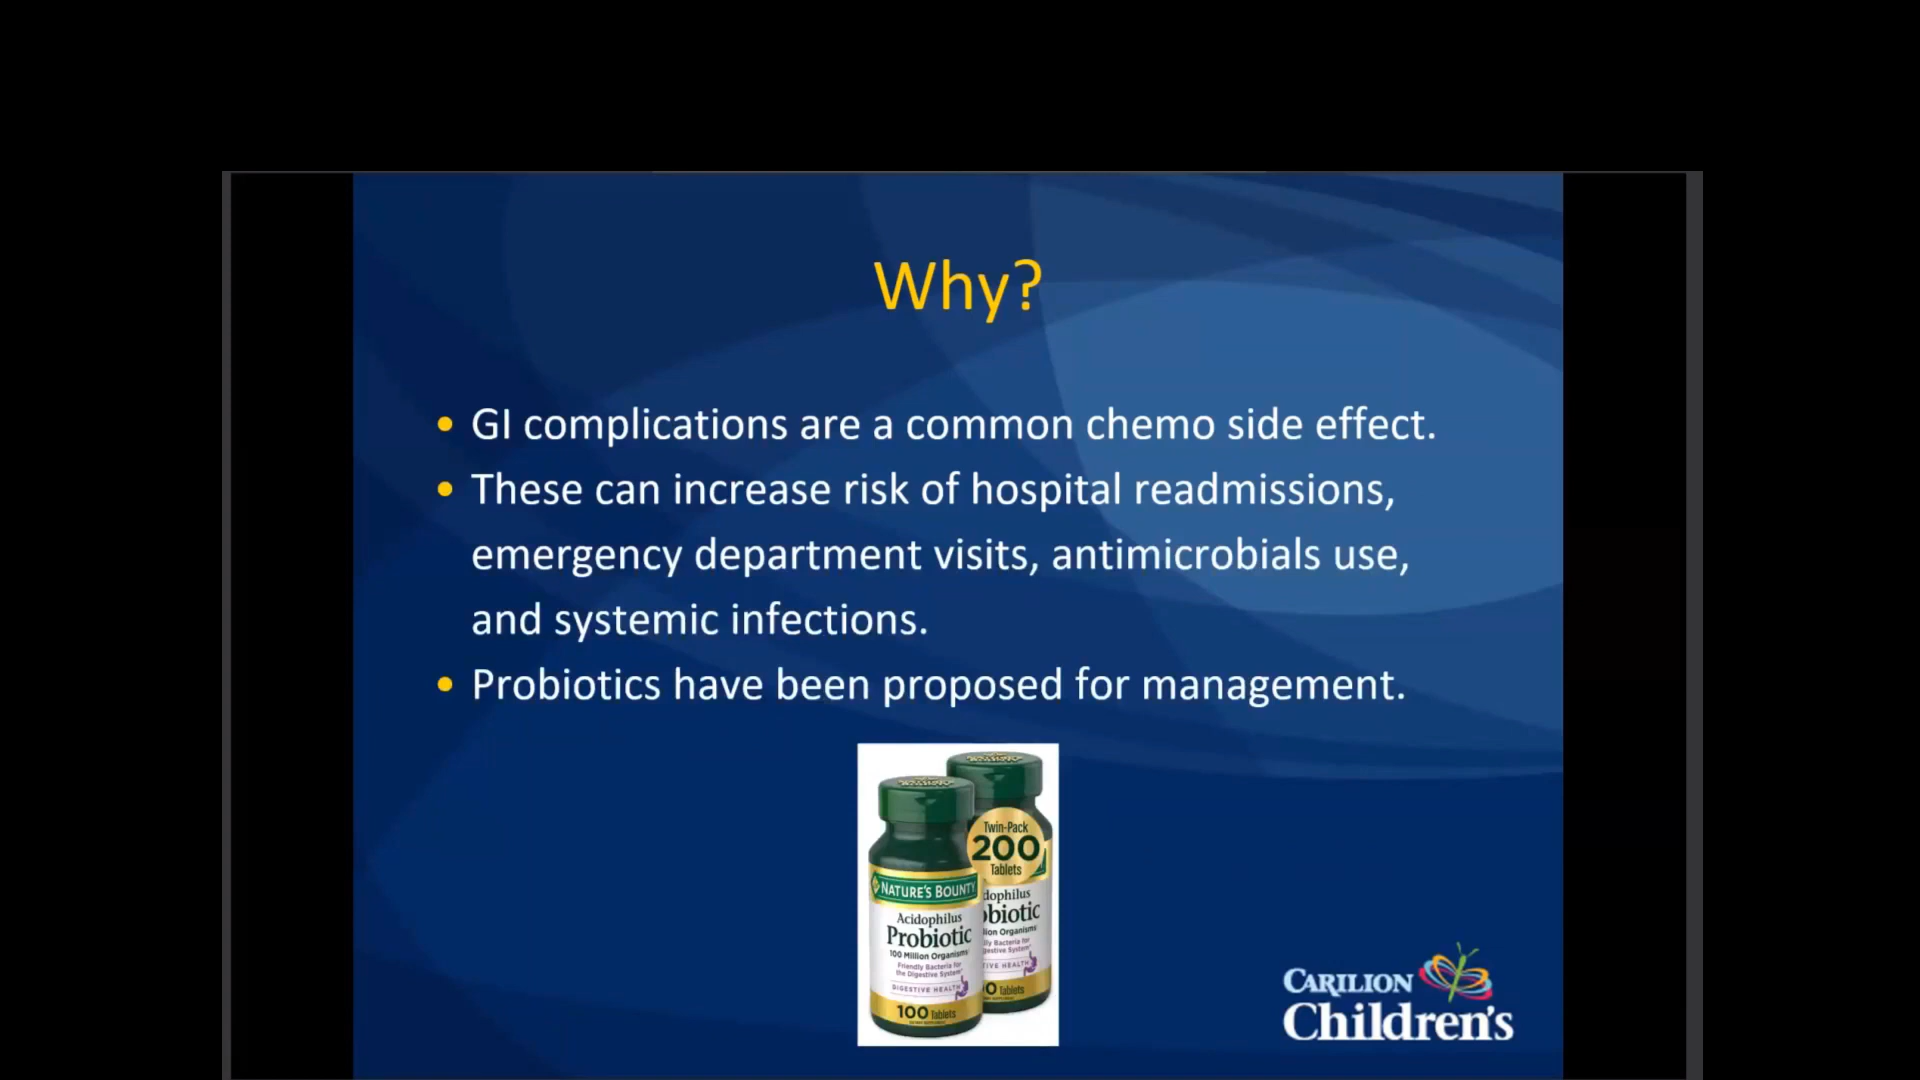 Why?
• GI complications are a common chemo side effect.
• These can increase risk of hospital readmissions,
emergency department visits, antimicrobials use,
and systemic infections.
• Probiotics have been proposed for management.
Twin-Pack
200
Tablets
NATURE'S BOUNTY
Acidophilus
Probiotic
100 Million Organisms
Friendly Bacteria for
the Digestive System*
DIGESTIVE HEALTH
100 Tablets
CARILION
Children's